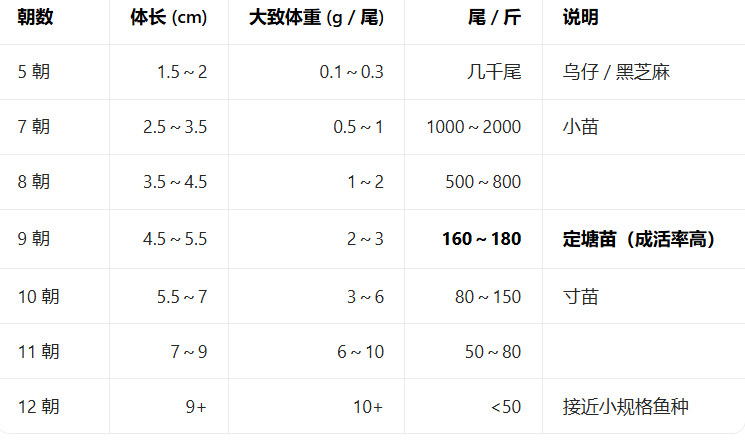 朝数 体长 (cm) 大致体重 (g / 尾) 尾 / 斤 说明
5 朝 1.5～2 0.1～0.3 几千尾 乌仔 / 黑芝麻
7 朝 2.5～3.5 0.5～1 1000～2000 小苗
8 朝 3.5～4.5 1～2 500～800
9 朝 4.5～5.5 2～3 160～180 定塘苗（成活率高）
10 朝 5.5～7 3～6 80～150 寸苗
11 朝 7～9 6～10 50～80
12 朝 9+ 10+ <50 接近小规格鱼种